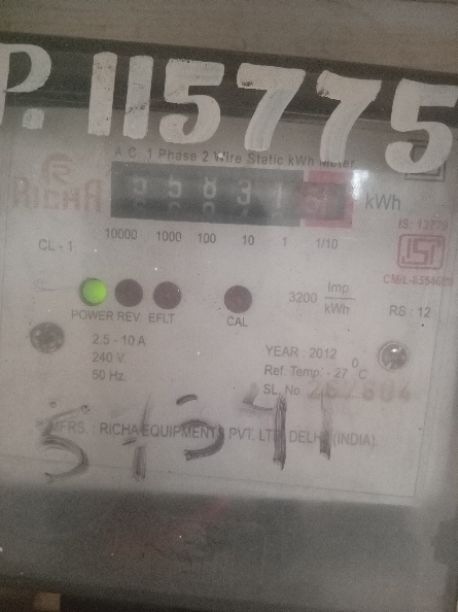 P. 115775
A.C. 1 Phase 2 Wire Static kWh Meter
RICHA
kWh
10000 1000 100 10 1 1/10
IS: 13779
CL - 1
3200 Imp/kWh
RS : 12
POWER REV. EFLT CAL
2.5 - 10 A
240 V
50 Hz
YEAR : 2012
Ref. Temp. - 27 °C
SL. No.
MFRS. : RICHA EQUIPMENTS PVT. LTD. DELHI (INDIA)